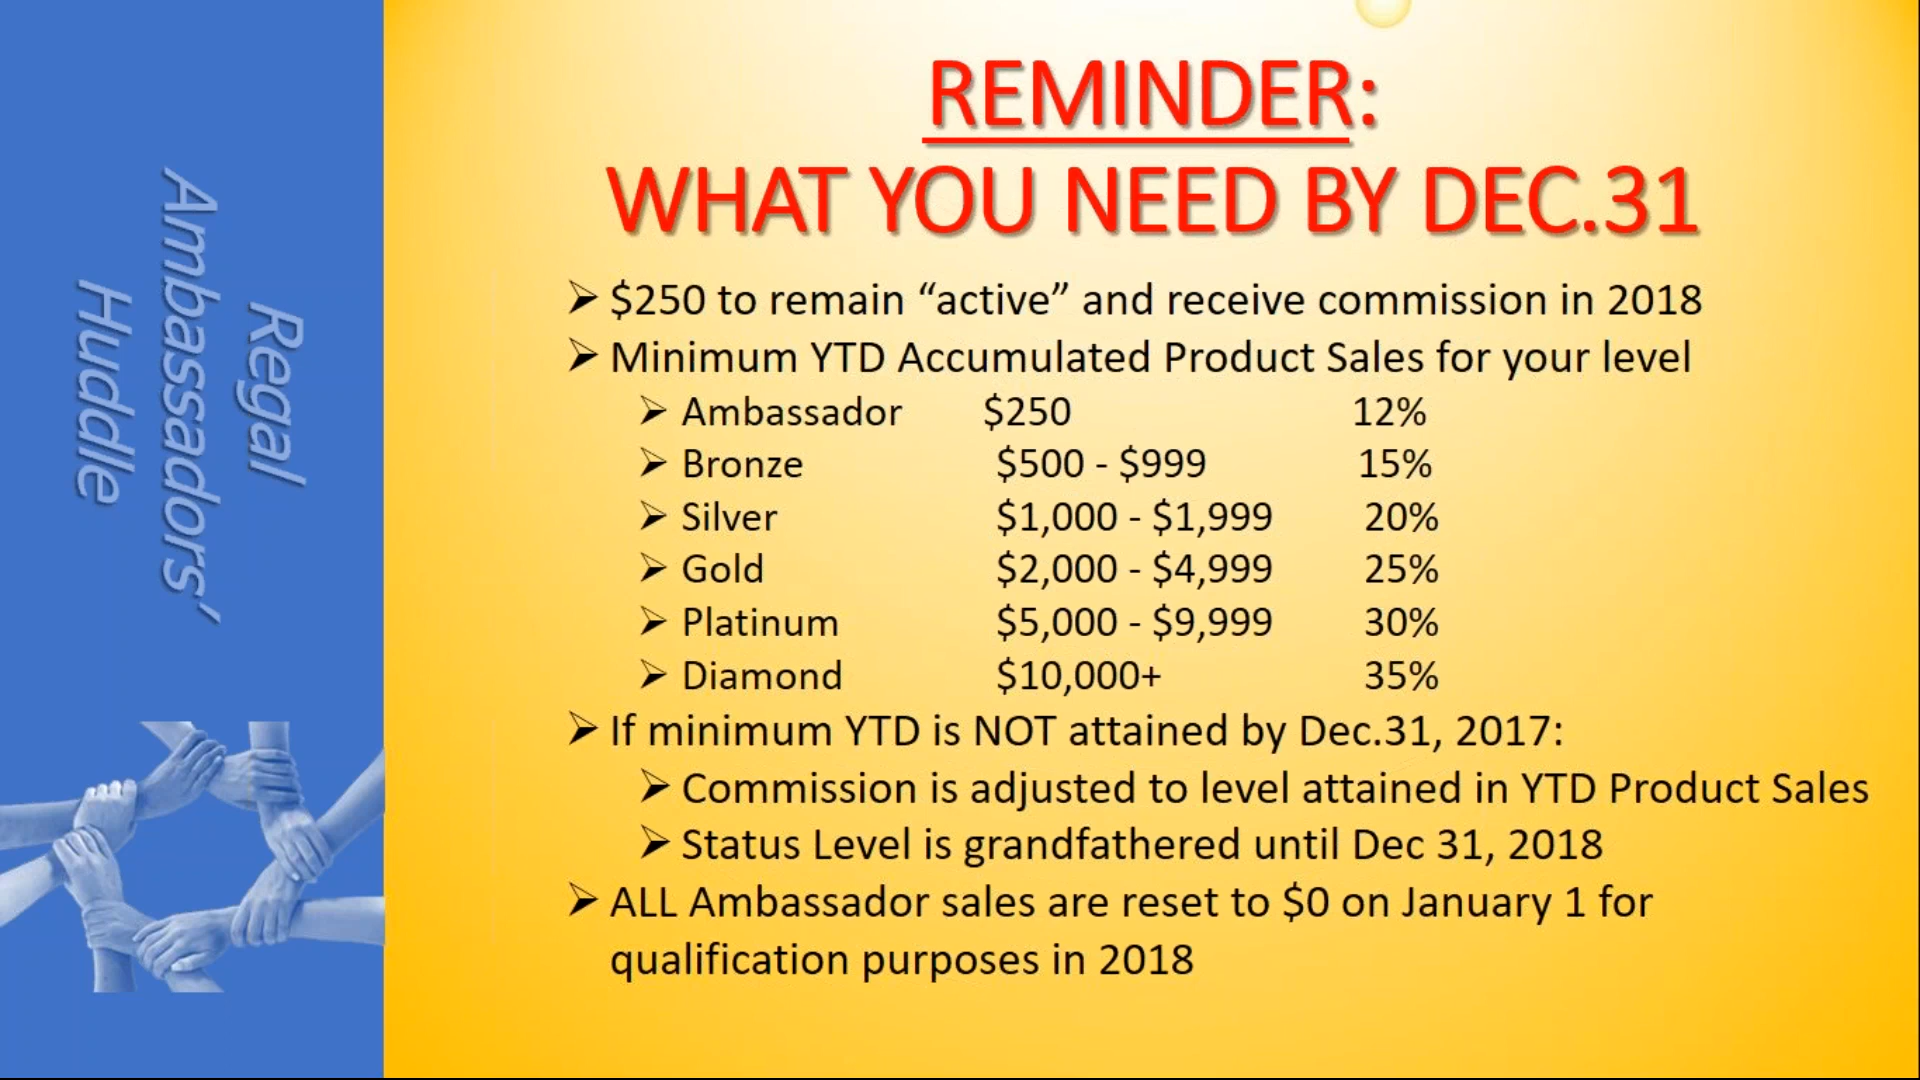 Regal
Ambassadors’
Huddle
REMINDER:
WHAT YOU NEED BY DEC.31
$250 to remain “active” and receive commission in 2018
Minimum YTD Accumulated Product Sales for your level
Ambassador $250 12%
Bronze $500 - $999 15%
Silver $1,000 - $1,999 20%
Gold $2,000 - $4,999 25%
Platinum $5,000 - $9,999 30%
Diamond $10,000+ 35%
If minimum YTD is NOT attained by Dec.31, 2017:
Commission is adjusted to level attained in YTD Product Sales
Status Level is grandfathered until Dec 31, 2018
ALL Ambassador sales are reset to $0 on January 1 for
qualification purposes in 2018